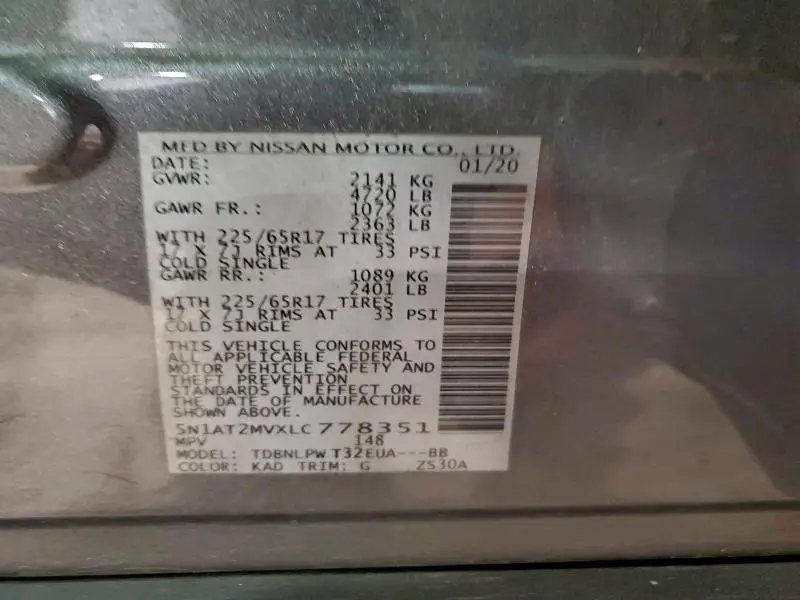 MFD BY NISSAN MOTOR CO., LTD.
DATE: 01/20
GVWR: 2141 KG
4720 LB
GAWR FR.: 1072 KG
2363 LB
WITH 225/65R17 TIRES
17 X 7J RIMS AT 33 PSI
COLD SINGLE
GAWR RR.: 1089 KG
2401 LB
WITH 225/65R17 TIRES
17 X 7J RIMS AT 33 PSI
COLD SINGLE
THIS VEHICLE CONFORMS TO
ALL APPLICABLE FEDERAL
MOTOR VEHICLE SAFETY AND
THEFT PREVENTION
STANDARDS IN EFFECT ON
THE DATE OF MANUFACTURE
SHOWN ABOVE.
5N1AT2MVXLC778351
MPV 148
MODEL: TDBNLPW T32EUA---BB
COLOR: KAD TRIM: G ZS30A